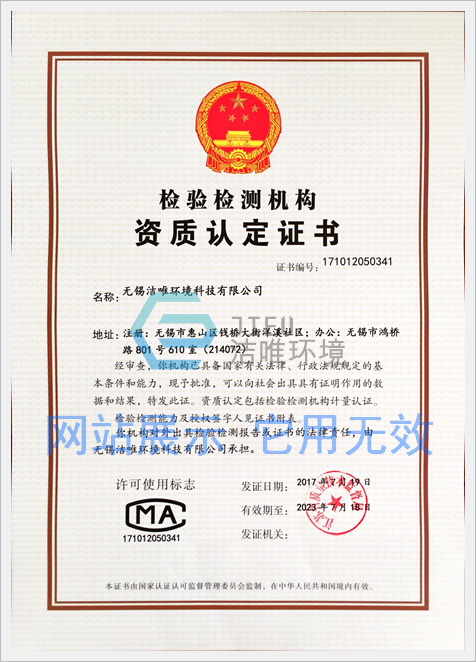 检验检测机构
资质认定证书
证书编号：171012050341
名称：无锡洁唯环境科技有限公司
地址：注册：无锡市惠山区钱桥大街洋溪社区；办公：无锡市鸿桥
路801号610室（214072）
洁唯环境
经审查，你机构已具备国家有关法律、行政法规规定的基
本条件和能力，现予批准，可以向社会出具具有证明作用的数
据和结果，特发此证。资质认定包括检验检测机构计量认证。
检验检测能力及授权签字人见证书附表。
网站展示 它用无效
你机构对外出具检验检测报告或证书的法律责任，由
无锡洁唯环境科技有限公司承担。
许可使用标志
MA
171012050341
发证日期：2017年7月19日
有效期至：2023年7月18日
发证机关：
本证书由国家认证认可监督管理委员会监制，在中华人民共和国境内有效。